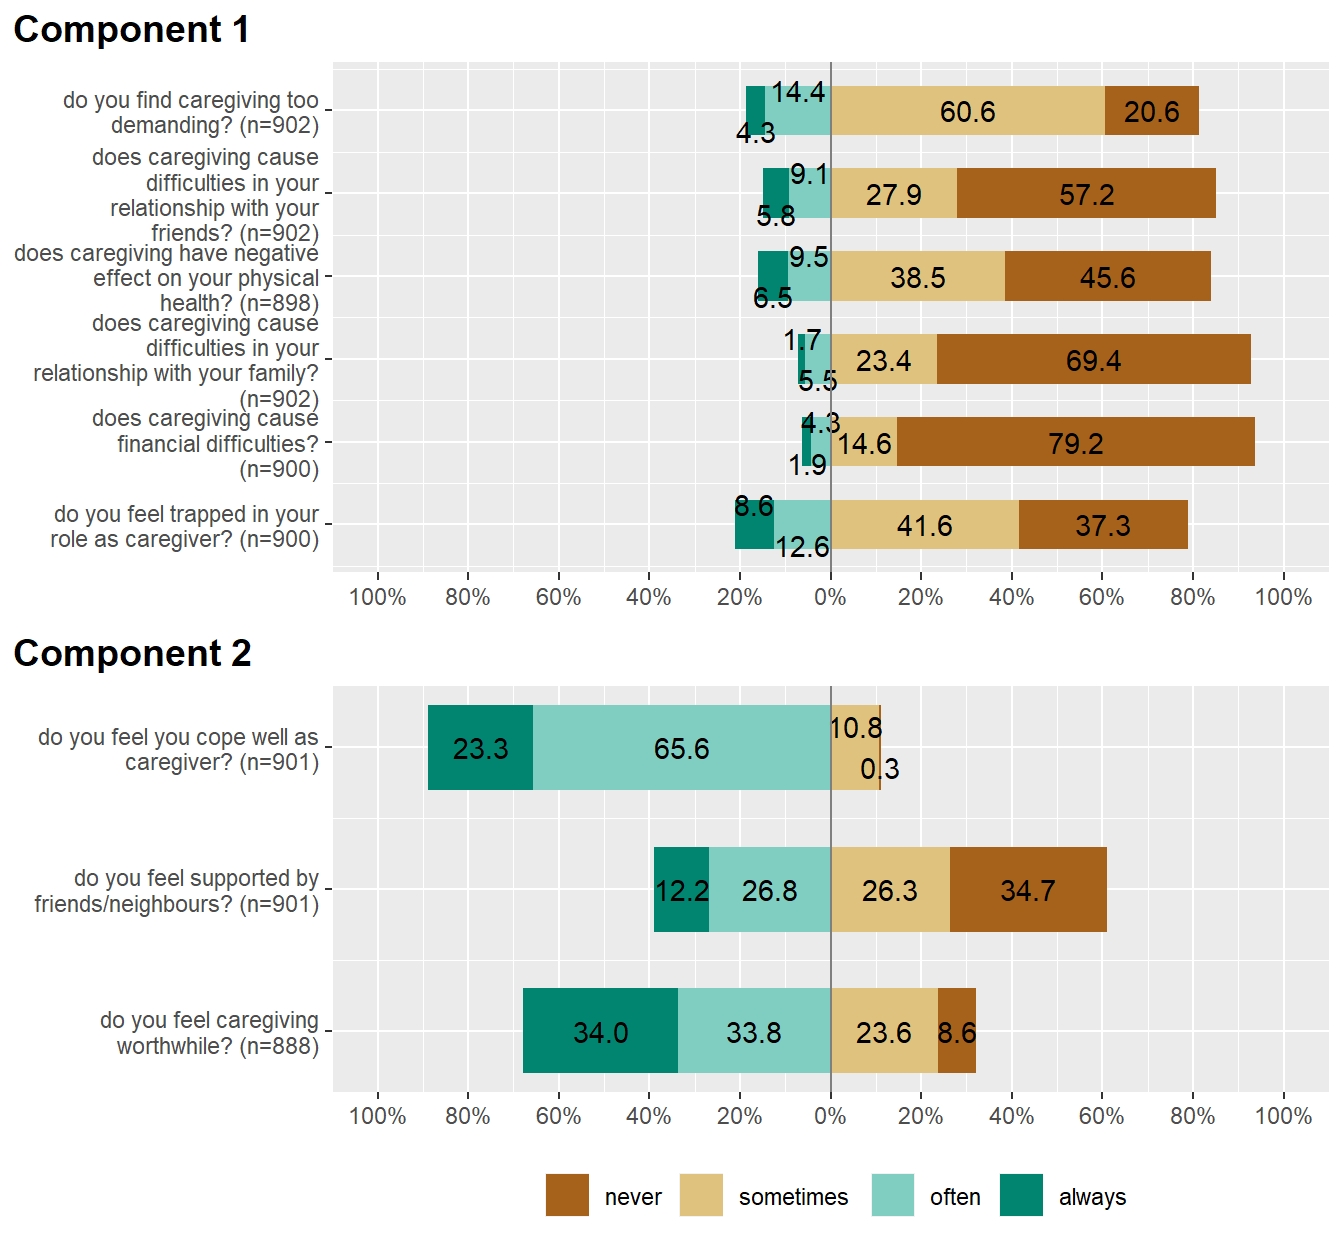 Component 1
do you find caregiving too
demanding? (n=902)
14.4
4.3
60.6
20.6
does caregiving cause
difficulties in your
relationship with your
friends? (n=902)
9.1
5.8
27.9
57.2
does caregiving have negative
effect on your physical
health? (n=898)
9.5
6.5
38.5
45.6
does caregiving cause
difficulties in your
relationship with your family?
(n=902)
1.7
5.5
23.4
69.4
does caregiving cause
financial difficulties?
(n=900)
4.3
1.9
14.6
79.2
do you feel trapped in your
role as caregiver? (n=900)
8.6
12.6
41.6
37.3
100% 80% 60% 40% 20% 0% 20% 40% 60% 80% 100%
Component 2
do you feel you cope well as
caregiver? (n=901)
23.3
65.6
10.8
0.3
do you feel supported by
friends/neighbours? (n=901)
12.2
26.8
26.3
34.7
do you feel caregiving
worthwhile? (n=888)
34.0
33.8
23.6
8.6
100% 80% 60% 40% 20% 0% 20% 40% 60% 80% 100%
never sometimes often always